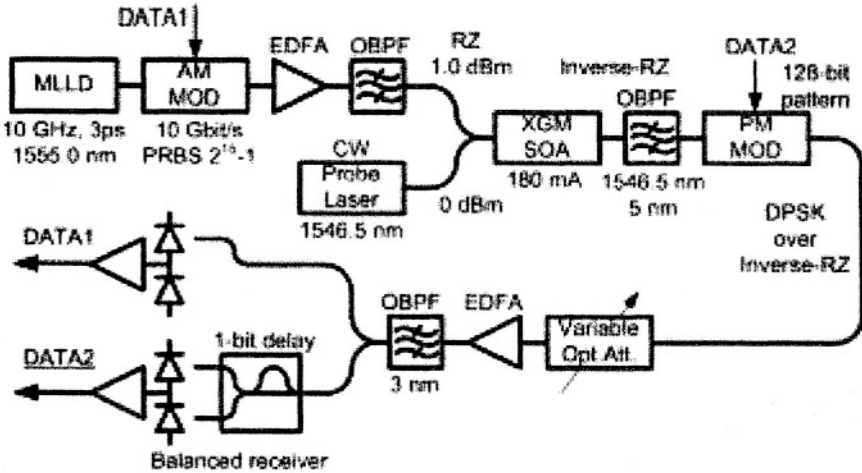 DATA1
EDFA
OBPF
RZ
1.0 dBm
Inverse-RZ
DATA2
128-bit
pattern
MLLD
AM
MOD
OBPF
XGM
SOA
PM
MOD
10 GHz, 3ps
1555.0 nm
10 Gbit/s
PRBS
CW
Probe
Laser
1546.5 nm
0 dBm
180 mA
1546.5 nm
5 nm
DPSK
over
Inverse-RZ
DATA1
OBPF
EDFA
Variable
Opt.Att.
3 nm
DATA2
1-bit delay
Balanced receiver